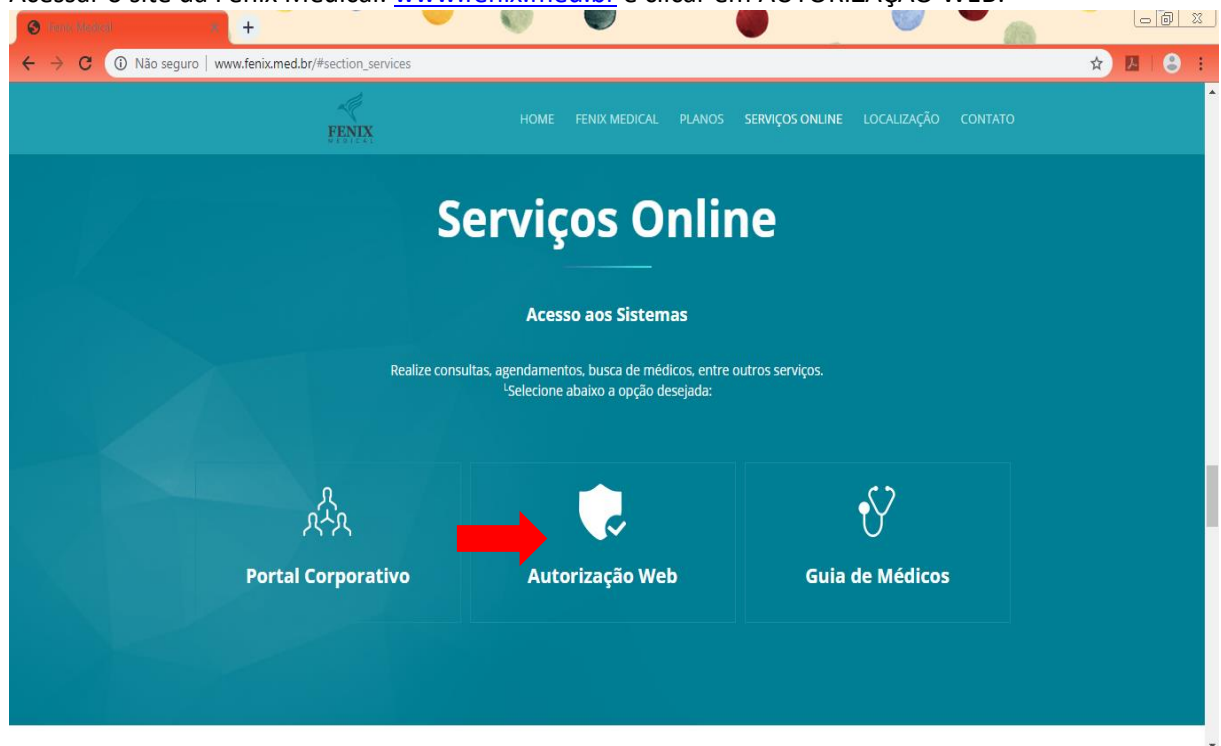 Acessar o site da Fenix Medical: www.fenix.med.br e clicar em AUTORIZAÇÃO WEB.
Fenix Medical
Não seguro | www.fenix.med.br/#section_services
FENIX
MEDICAL
HOME FENIX MEDICAL PLANOS SERVIÇOS ONLINE LOCALIZAÇÃO CONTATO
Serviços Online
Acesso aos Sistemas
Realize consultas, agendamentos, busca de médicos, entre outros serviços.
└Selecione abaixo a opção desejada:
Portal Corporativo Autorização Web Guia de Médicos